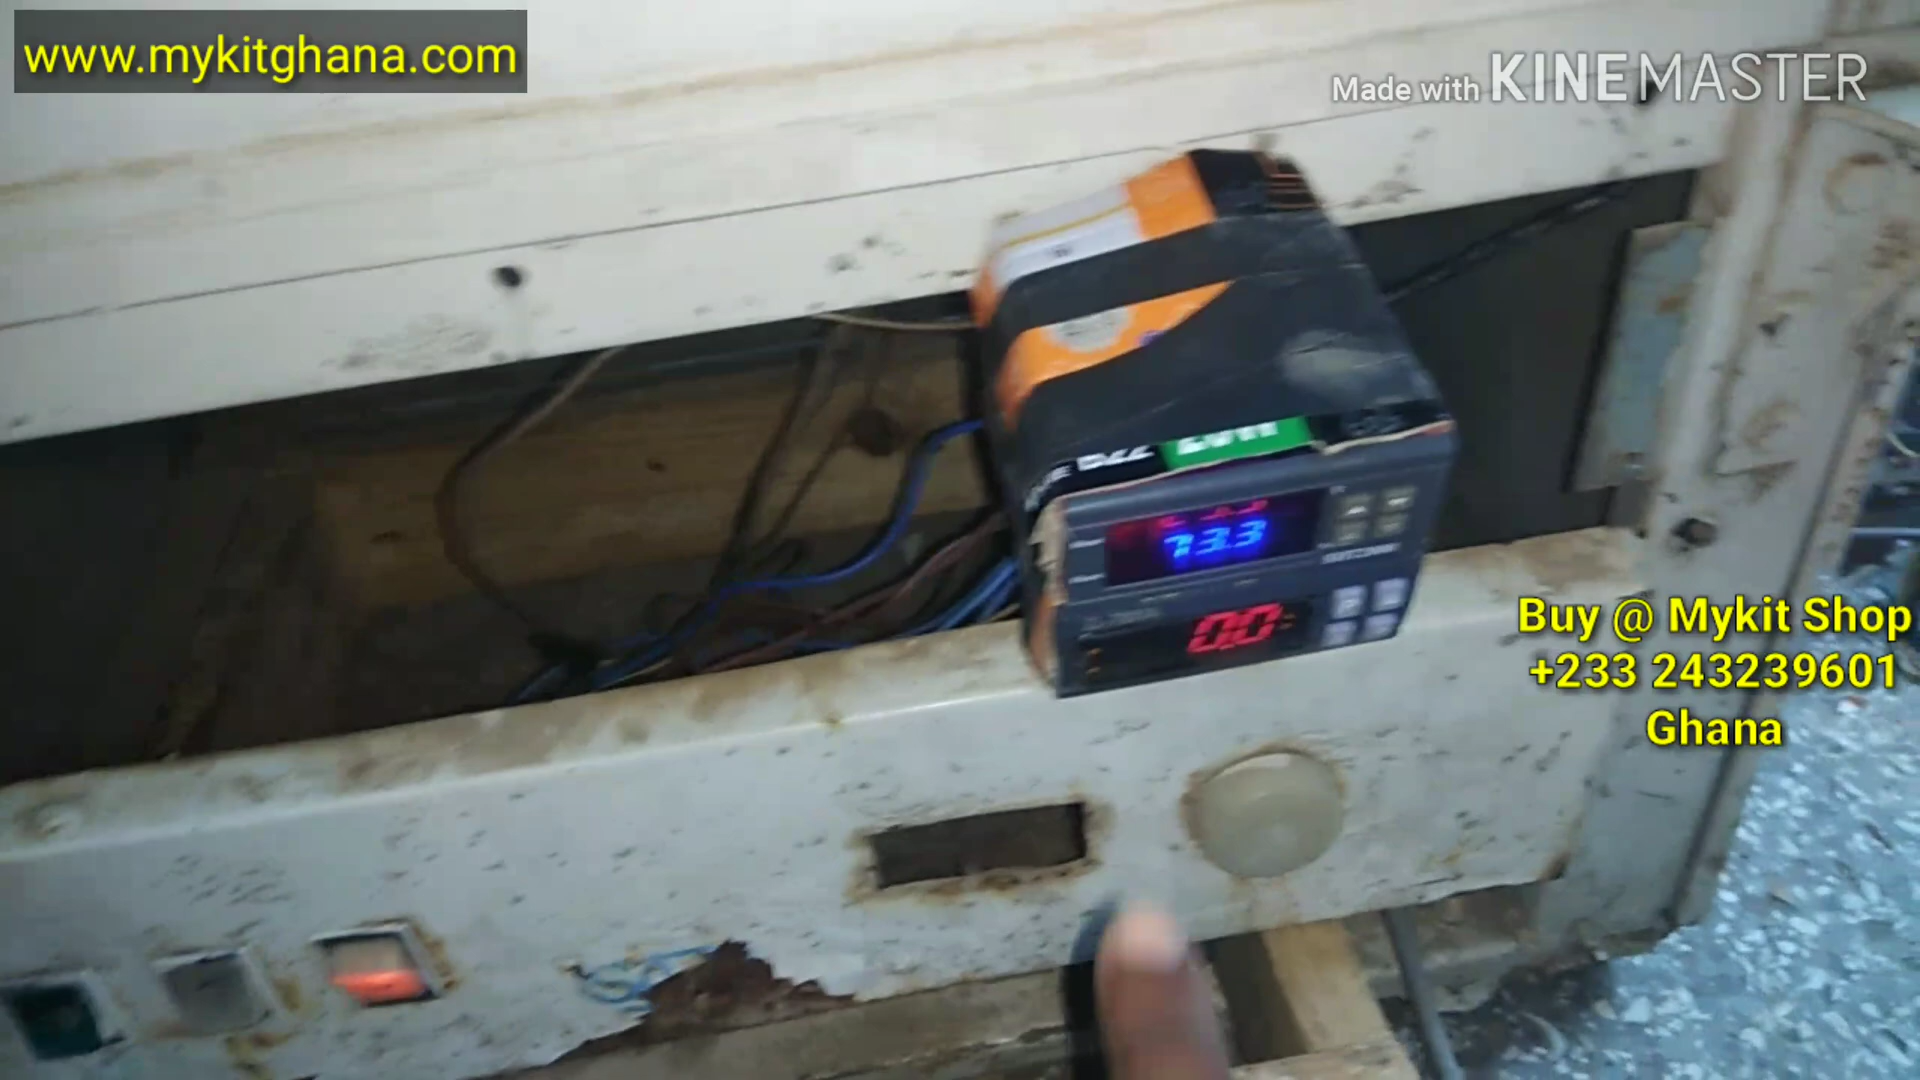 www.mykitghana.com
Made with KINEMASTER
73.3
0.0
Buy @ Mykit Shop
+233 243239601
Ghana